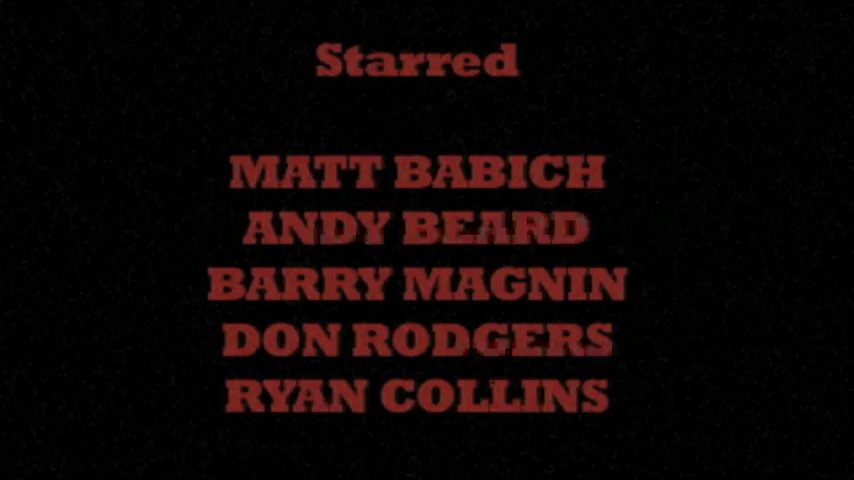 Starred
MATT BABICH
ANDY BEARD
BARRY MAGNIN
DON RODGERS
RYAN COLLINS